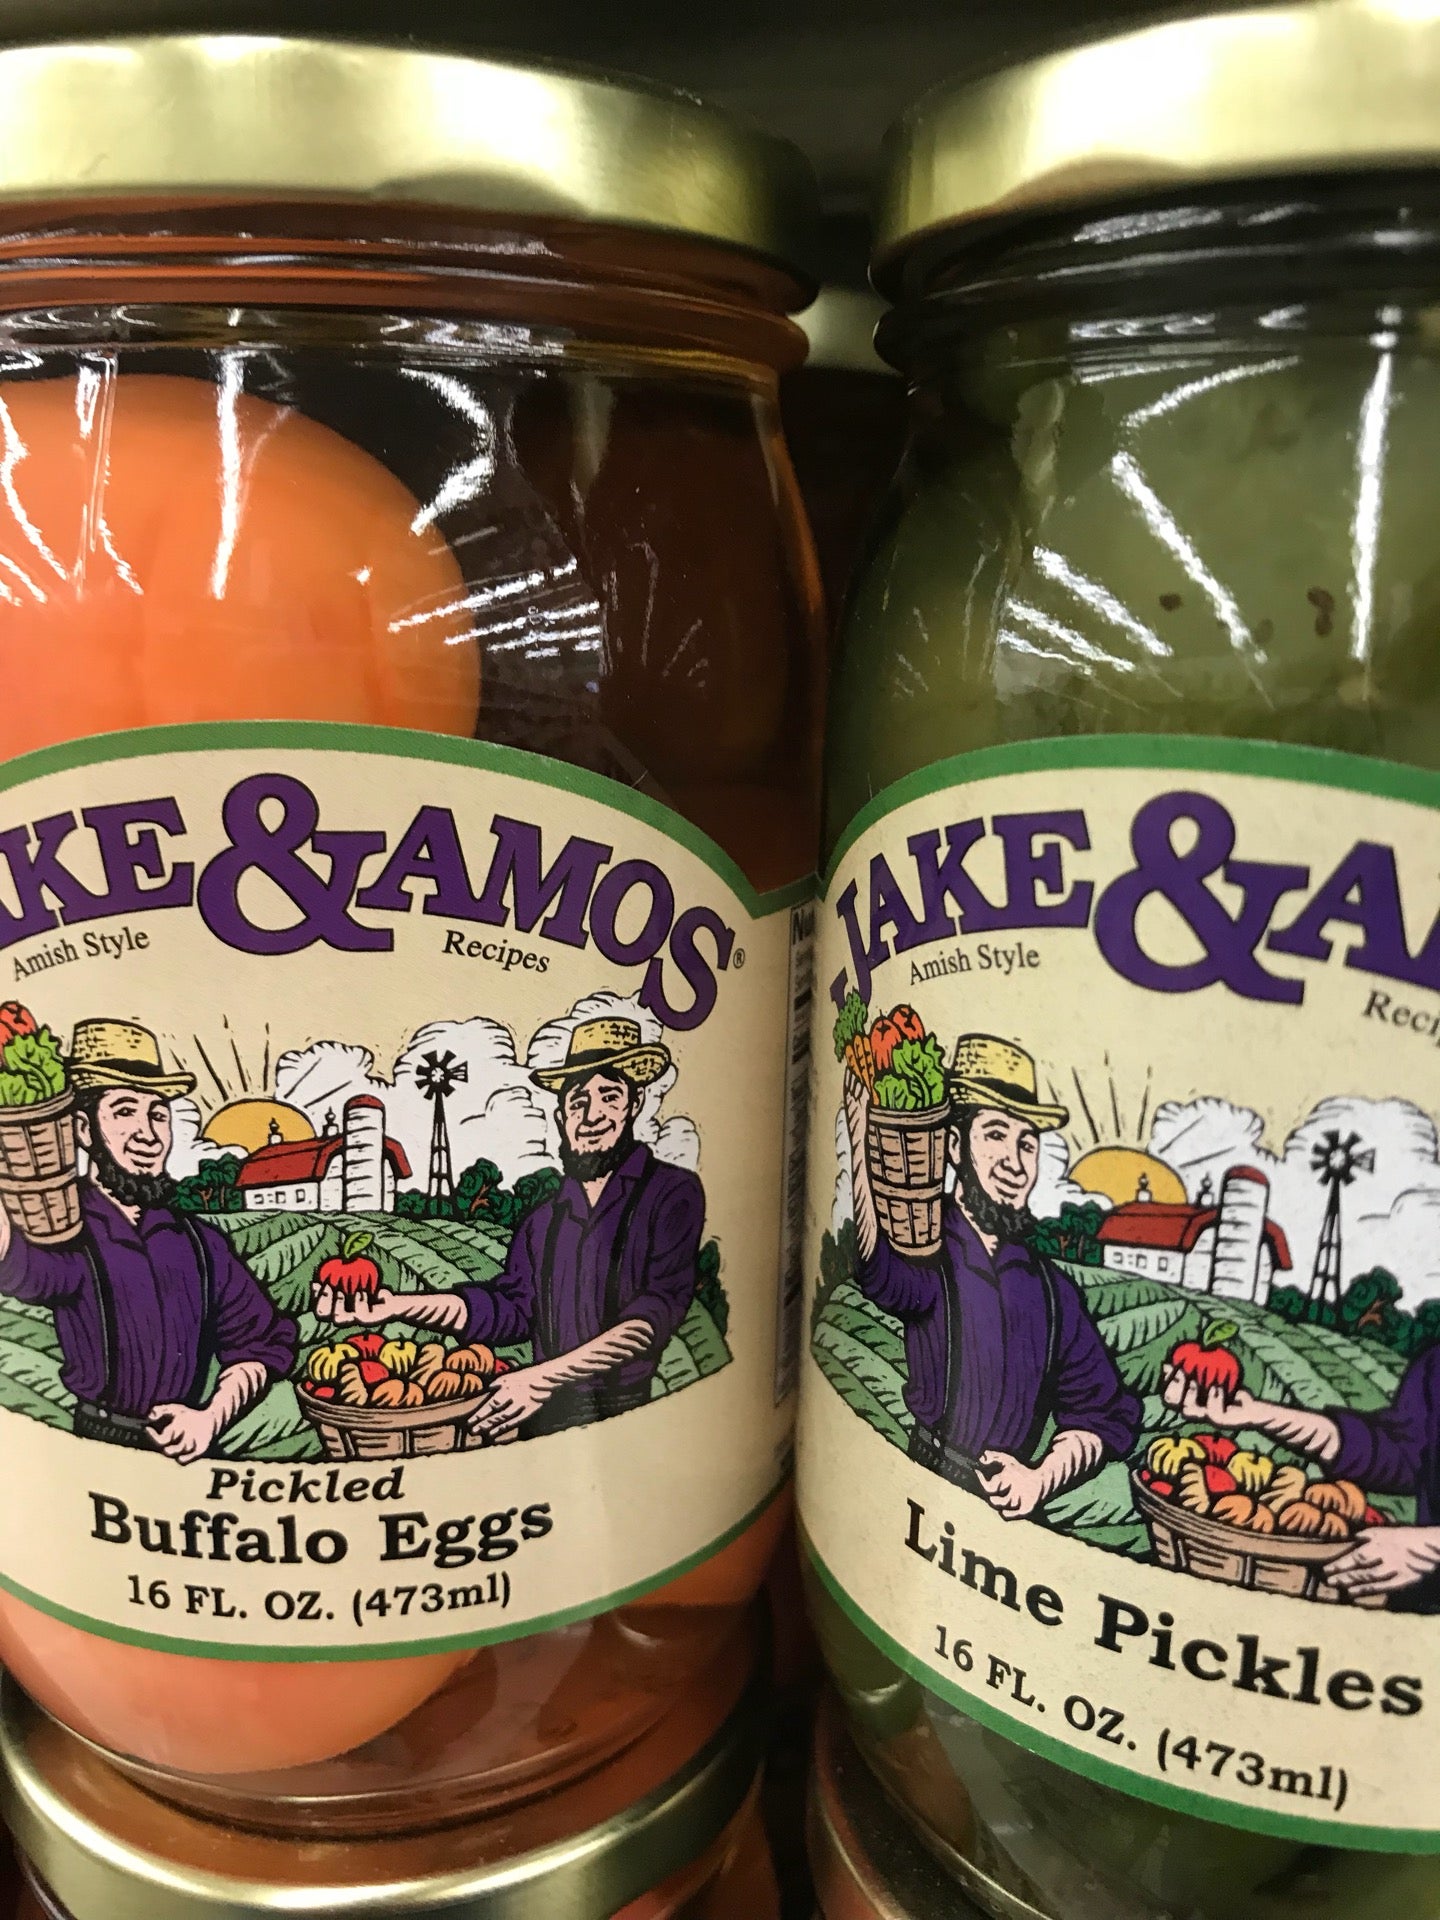 AKE & AMOS®
Amish Style Recipes
Pickled
Buffalo Eggs
16 FL. OZ. (473ml)
JAKE & A
Amish Style Reci
Lime Pickles
16 FL. OZ. (473ml)